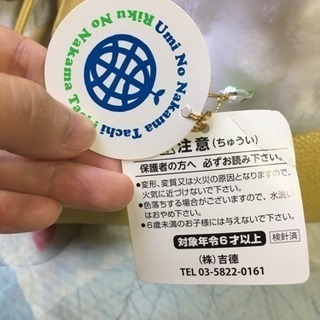 Umi No Nakama Tachi
Riku No Nakama Tachi
注意(ちゅうい)
保護者の方へ 必ずお読み下さい。
●変形、変質又は火災の原因となりますので、
火気に近づけないで下さい。
●色落ちする場合がございますので、水洗い
はおやめ下さい。
●6歳未満のお子様には与えないで下さい。
対象年令6才以上 検針済
(株)吉德
TEL 03-5822-0161